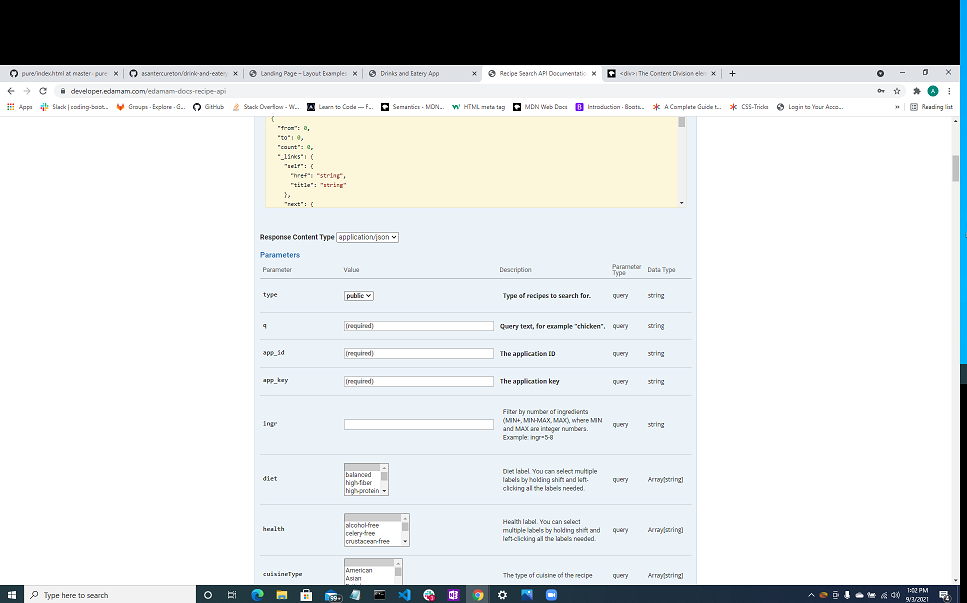 pure/index.html at master · pure
asantercureton/drink-and-eatery
Landing Page – Layout Examples
Drinks and Eatery App
Recipe Search API Documentatio
<div>: The Content Division ele
developer.edamam.com/edamam-docs-recipe-api
Apps
Slack | coding-boot...
Groups · Explore · G...
GitHub
Stack Overflow - W...
Learn to Code — F...
Semantics - MDN...
HTML meta tag
MDN Web Docs
Introduction · Boots...
A Complete Guide t...
CSS-Tricks
Login to Your Acco...
»
Reading list
{
"from": 0,
"to": 0,
"count": 0,
"_links": {
"self": {
"href": "string",
"title": "string"
},
"next": {
Response Content Type application/json
Parameters
Parameter Value Description Parameter Type Data Type
type public Type of recipes to search for. query string
q (required) Query text, for example "chicken". query string
app_id (required) The application ID query string
app_key (required) The application key query string
ingr
Filter by number of ingredients
(MIN+, MIN-MAX, MAX), where MIN
and MAX are integer numbers.
Example: ingr=5-8
query string
diet
balanced
high-fiber
high-protein
Diet label. You can select multiple
labels by holding shift and left-
clicking all the labels needed.
query Array[string]
health
alcohol-free
celery-free
crustacean-free
Health label. You can select
multiple labels by holding shift and
left-clicking all the labels needed.
query Array[string]
cuisineType
American
Asian
The type of cuisine of the recipe
query Array[string]
Type here to search
99+
1:02 PM
9/3/2021
4